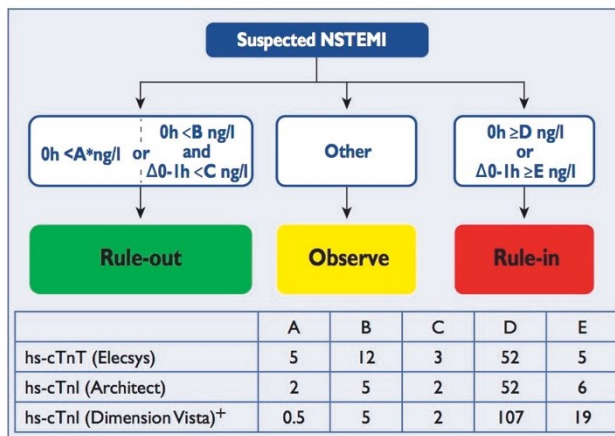 Suspected NSTEMI
0h <A*ng/l or 0h <B ng/l
and
Δ0-1h <C ng/l
Other
0h ≥D ng/l
or
Δ0-1h ≥E ng/l
Rule-out
Observe
Rule-in
A B C D E
hs-cTnT (Elecsys) 5 12 3 52 5
hs-cTnl (Architect) 2 5 2 52 6
hs-cTnl (Dimension Vista)+ 0.5 5 2 107 19